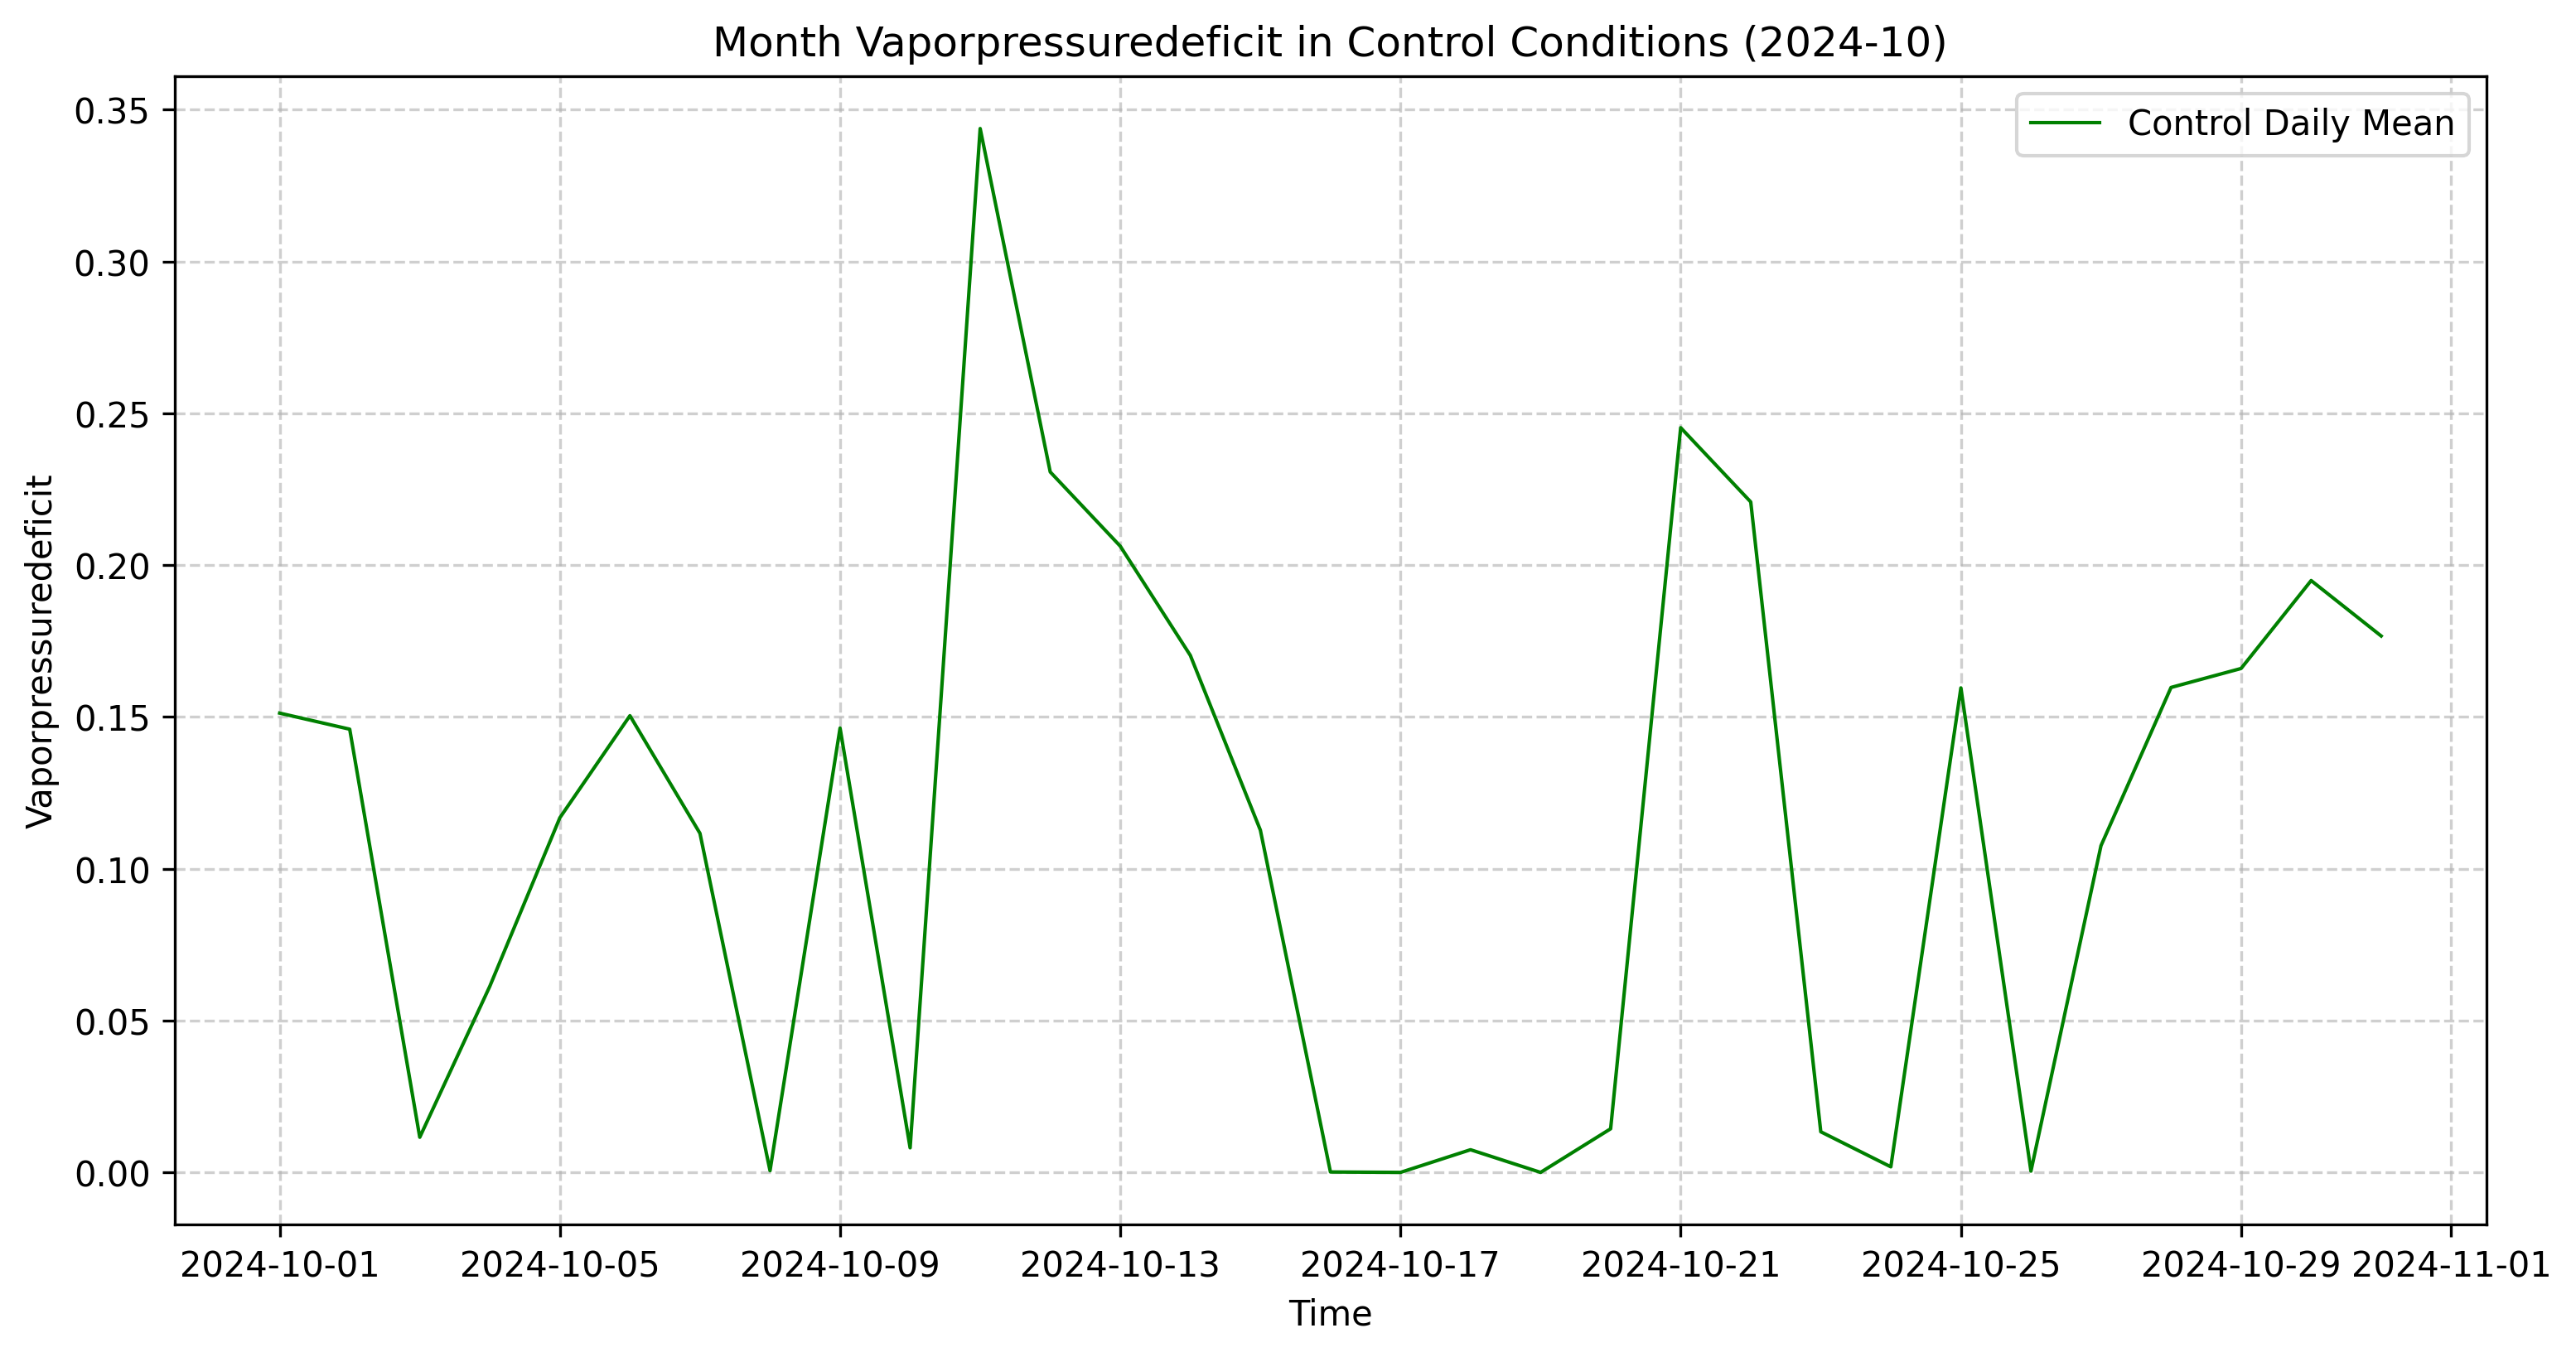 Month Vaporpressuredeficit in Control Conditions (2024-10)
Control Daily Mean
Vaporpressuredeficit
0.35
0.30
0.25
0.20
0.15
0.10
0.05
0.00
2024-10-01 2024-10-05 2024-10-09 2024-10-13 2024-10-17 2024-10-21 2024-10-25 2024-10-29 2024-11-01
Time